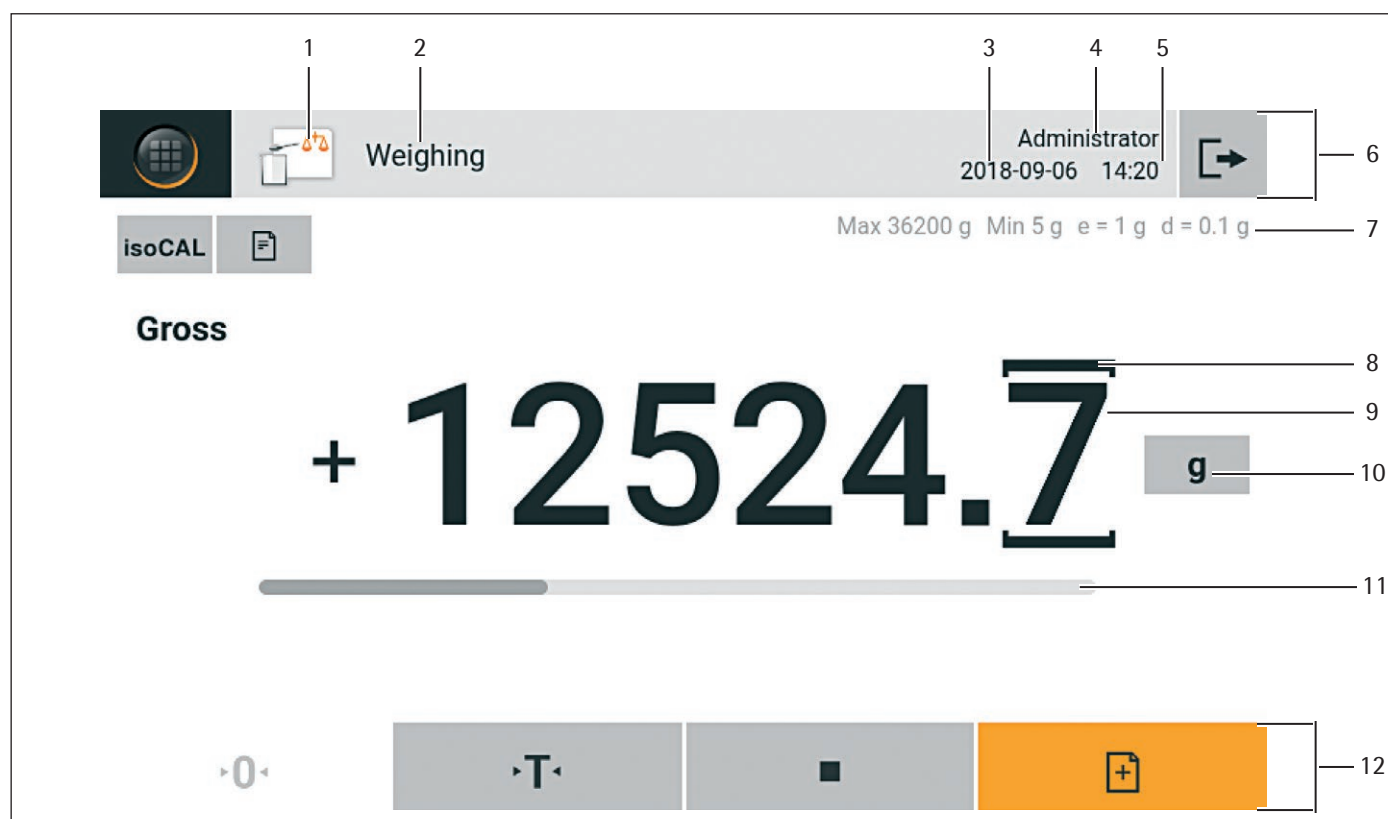 1 2 3 4 5
Administrator
Weighing
2018-09-06 14:20
6
Max 36200 g Min 5 g e = 1 g d = 0.1 g
7
isoCAL
Gross
8
+ 12524.7
9
g
10
11
0 T
12